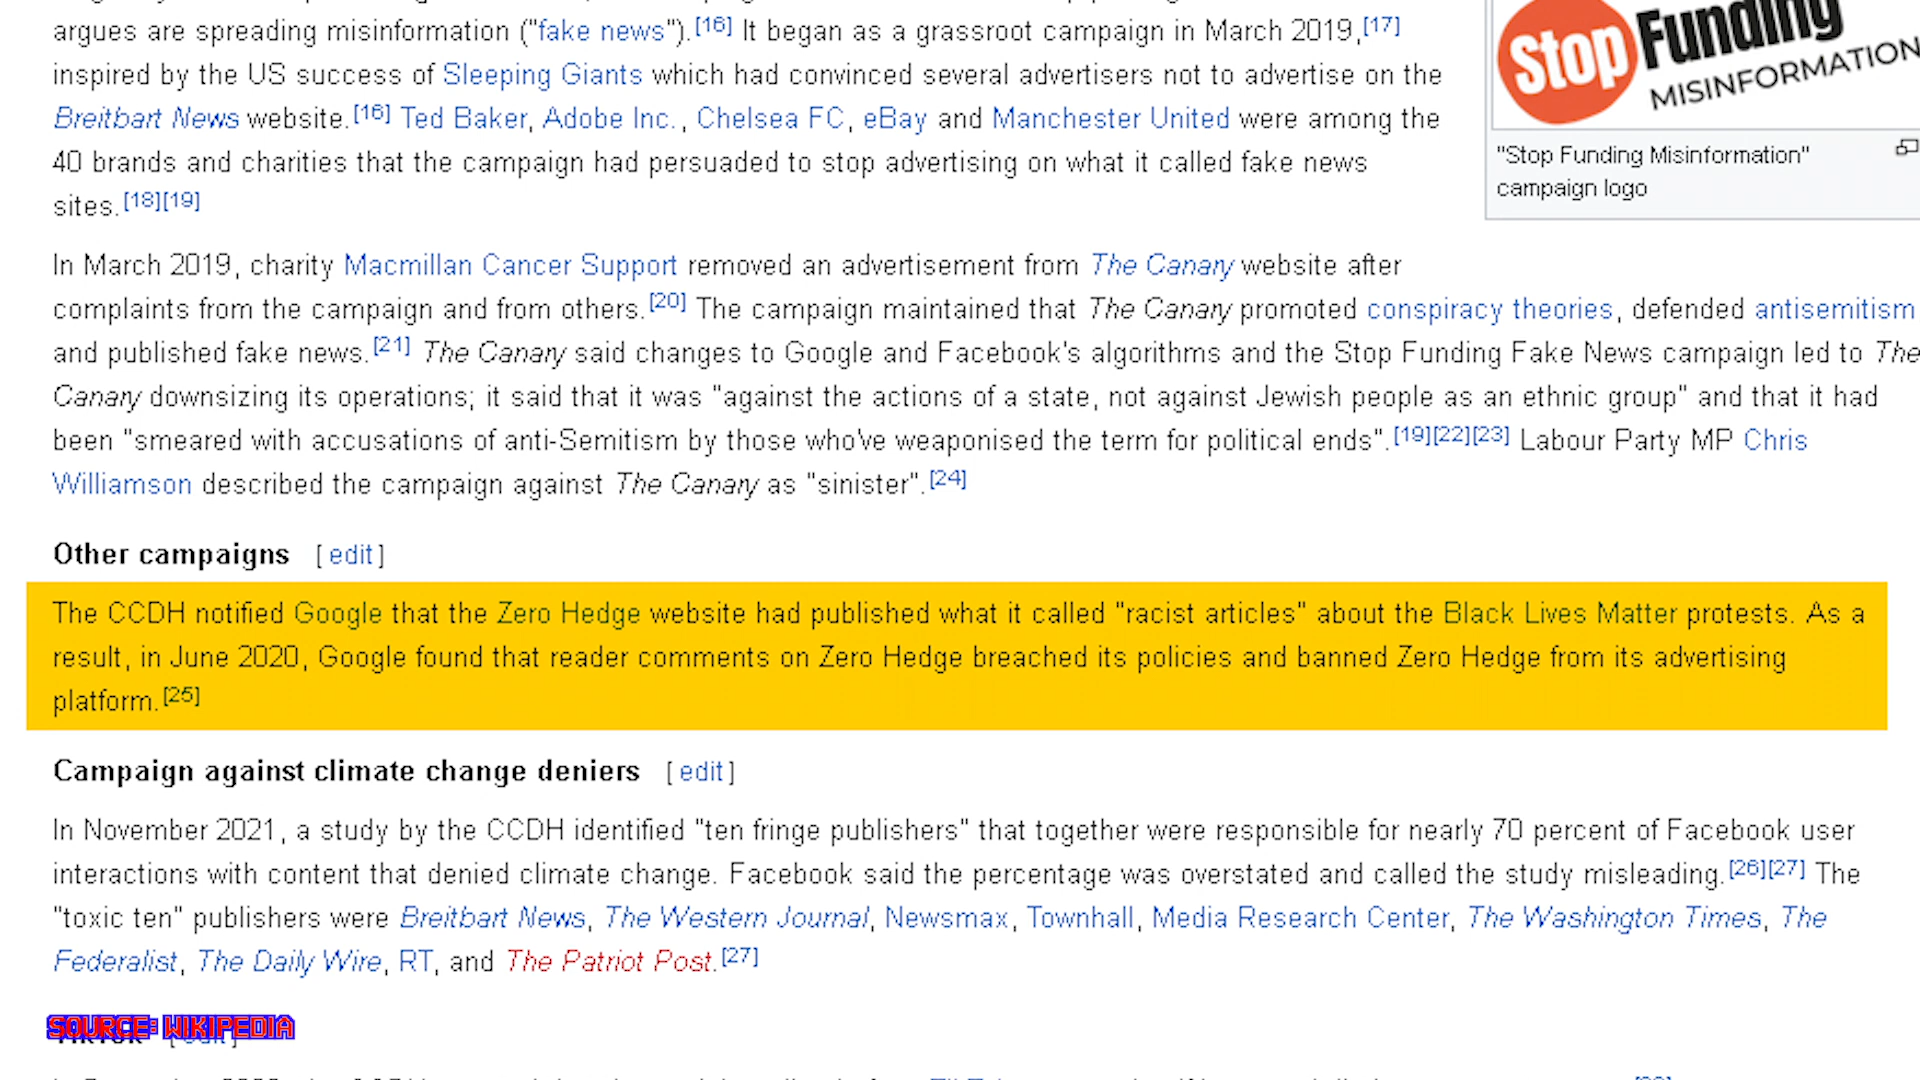 argues are spreading misinformation ("fake news").[16] It began as a grassroot campaign in March 2019,[17]
inspired by the US success of Sleeping Giants which had convinced several advertisers not to advertise on the
Breitbart News website.[16] Ted Baker, Adobe Inc., Chelsea FC, eBay and Manchester United were among the
40 brands and charities that the campaign had persuaded to stop advertising on what it called fake news
sites.[18][19]
Stop Funding
MISINFORMATION
"Stop Funding Misinformation"
campaign logo
In March 2019, charity Macmillan Cancer Support removed an advertisement from The Canary website after
complaints from the campaign and from others.[20] The campaign maintained that The Canary promoted conspiracy theories, defended antisemitism
and published fake news.[21] The Canary said changes to Google and Facebook's algorithms and the Stop Funding Fake News campaign led to The
Canary downsizing its operations; it said that it was "against the actions of a state, not against Jewish people as an ethnic group" and that it had
been "smeared with accusations of anti-Semitism by those who've weaponised the term for political ends".[19][22][23] Labour Party MP Chris
Williamson described the campaign against The Canary as "sinister".[24]
Other campaigns [ edit ]
The CCDH notified Google that the Zero Hedge website had published what it called "racist articles" about the Black Lives Matter protests. As a
result, in June 2020, Google found that reader comments on Zero Hedge breached its policies and banned Zero Hedge from its advertising
platform.[25]
Campaign against climate change deniers [ edit ]
In November 2021, a study by the CCDH identified "ten fringe publishers" that together were responsible for nearly 70 percent of Facebook user
interactions with content that denied climate change. Facebook said the percentage was overstated and called the study misleading.[26][27] The
"toxic ten" publishers were Breitbart News, The Western Journal, Newsmax, Townhall, Media Research Center, The Washington Times, The
Federalist, The Daily Wire, RT, and The Patriot Post.[27]
SOURCE: WIKIPEDIA